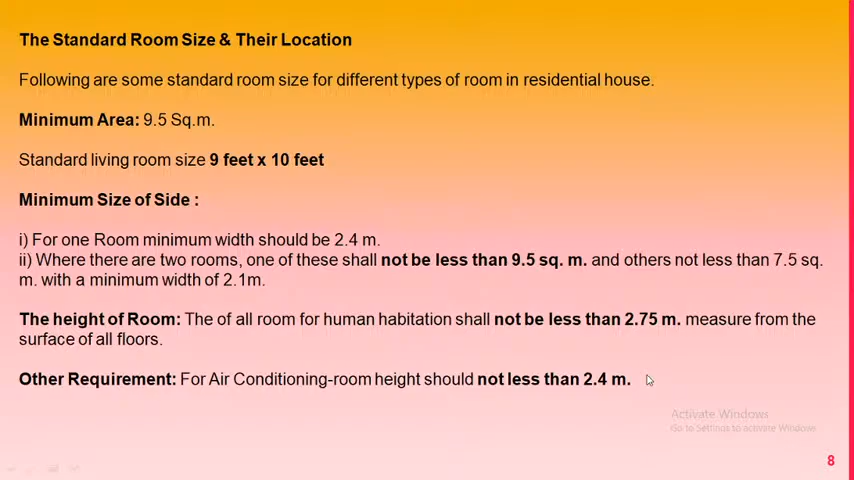 The Standard Room Size & Their Location
Following are some standard room size for different types of room in residential house.
Minimum Area: 9.5 Sq.m.
Standard living room size 9 feet x 10 feet
Minimum Size of Side :
i) For one Room minimum width should be 2.4 m.
ii) Where there are two rooms, one of these shall not be less than 9.5 sq. m. and others not less than 7.5 sq.
m. with a minimum width of 2.1m.
The height of Room: The of all room for human habitation shall not be less than 2.75 m. measure from the
surface of all floors.
Other Requirement: For Air Conditioning-room height should not less than 2.4 m.
Activate Windows
Go to Settings to activate Windows.
8